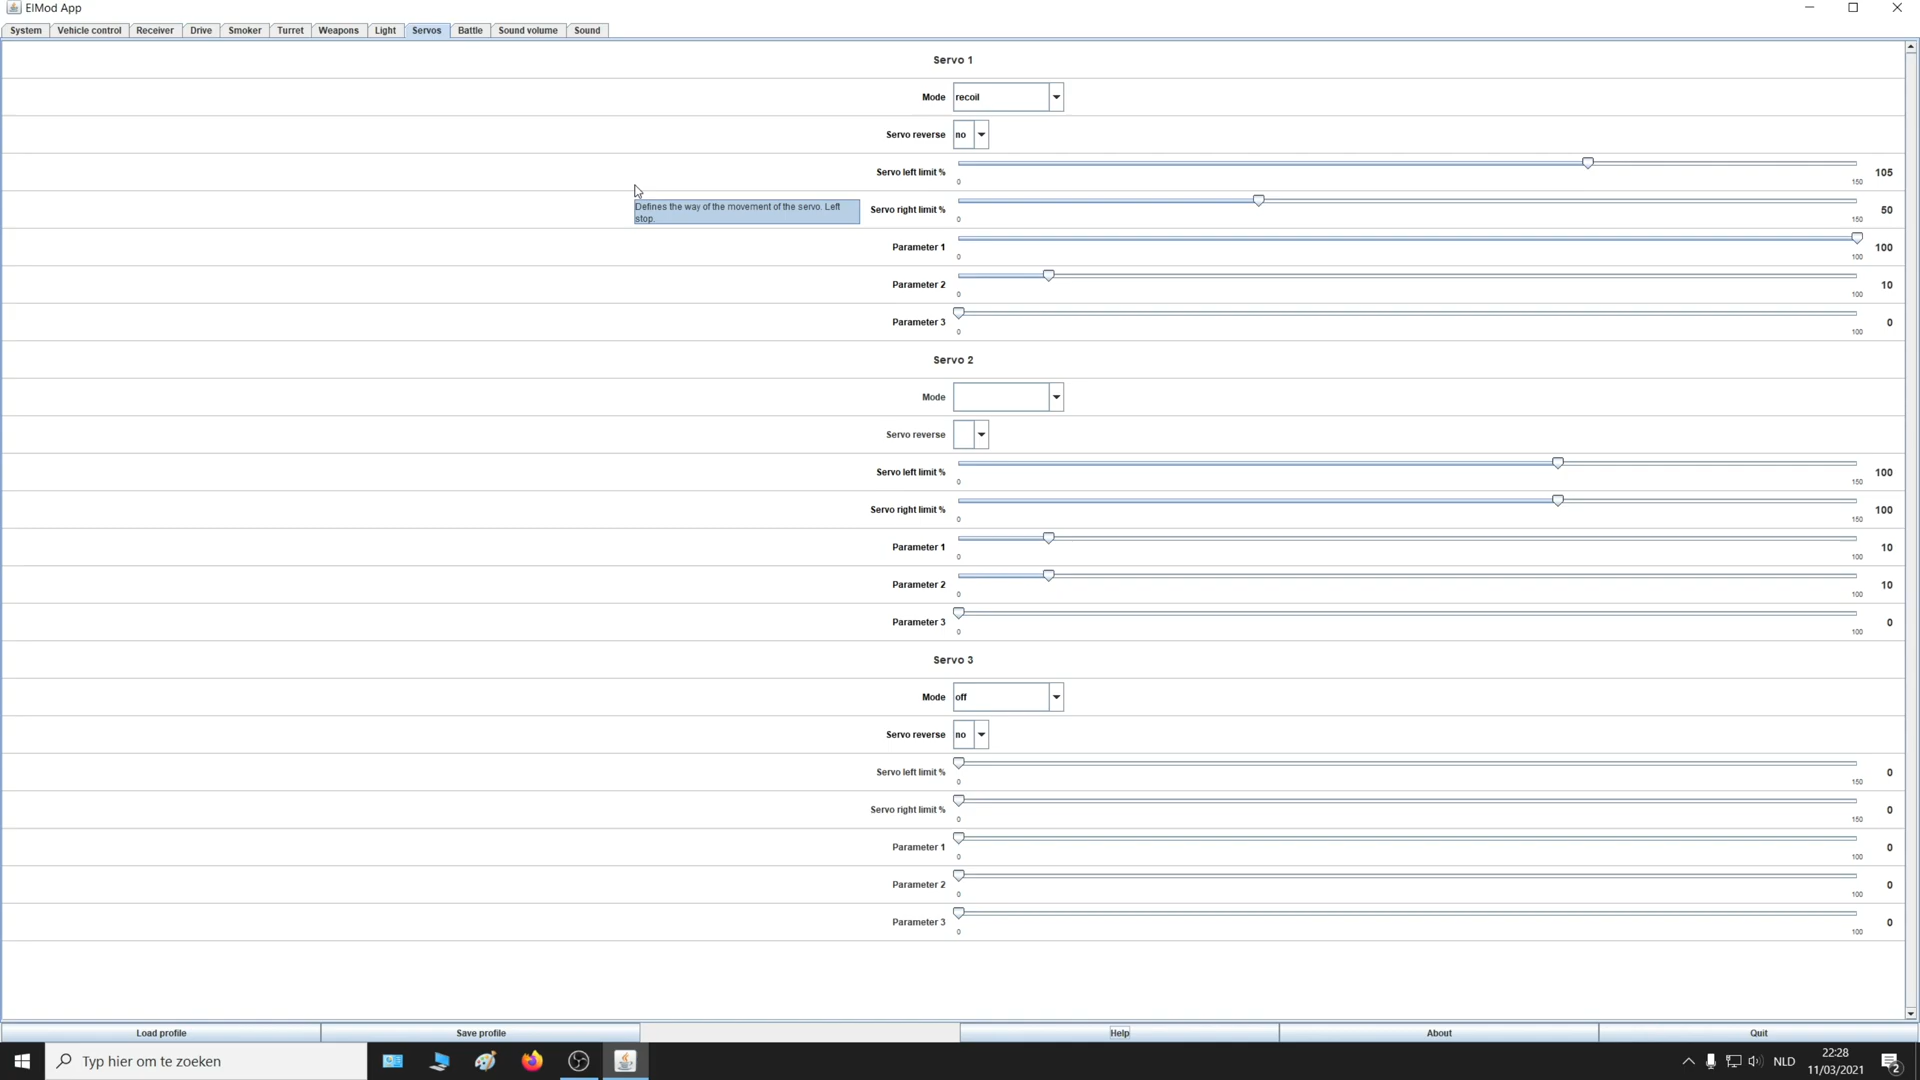 ElMod App
System Vehicle control Receiver Drive Smoker Turret Weapons Light Servos Battle Sound volume Sound
Servo 1
Mode recoil
Servo reverse no
Servo left limit % 105
0 150
Defines the way of the movement of the servo. Left
stop.
Servo right limit % 50
0 150
Parameter 1 100
0 100
Parameter 2 10
0 100
Parameter 3 0
0 100
Servo 2
Mode
Servo reverse
Servo left limit % 100
0 150
Servo right limit % 100
0 150
Parameter 1 10
0 100
Parameter 2 10
0 100
Parameter 3 0
0 100
Servo 3
Mode off
Servo reverse no
Servo left limit % 0
0 150
Servo right limit % 0
0 150
Parameter 1 0
0 100
Parameter 2 0
0 100
Parameter 3 0
0 100
Load profile Save profile Help About Quit
Typ hier om te zoeken
NLD
22:28
11/03/2021
2